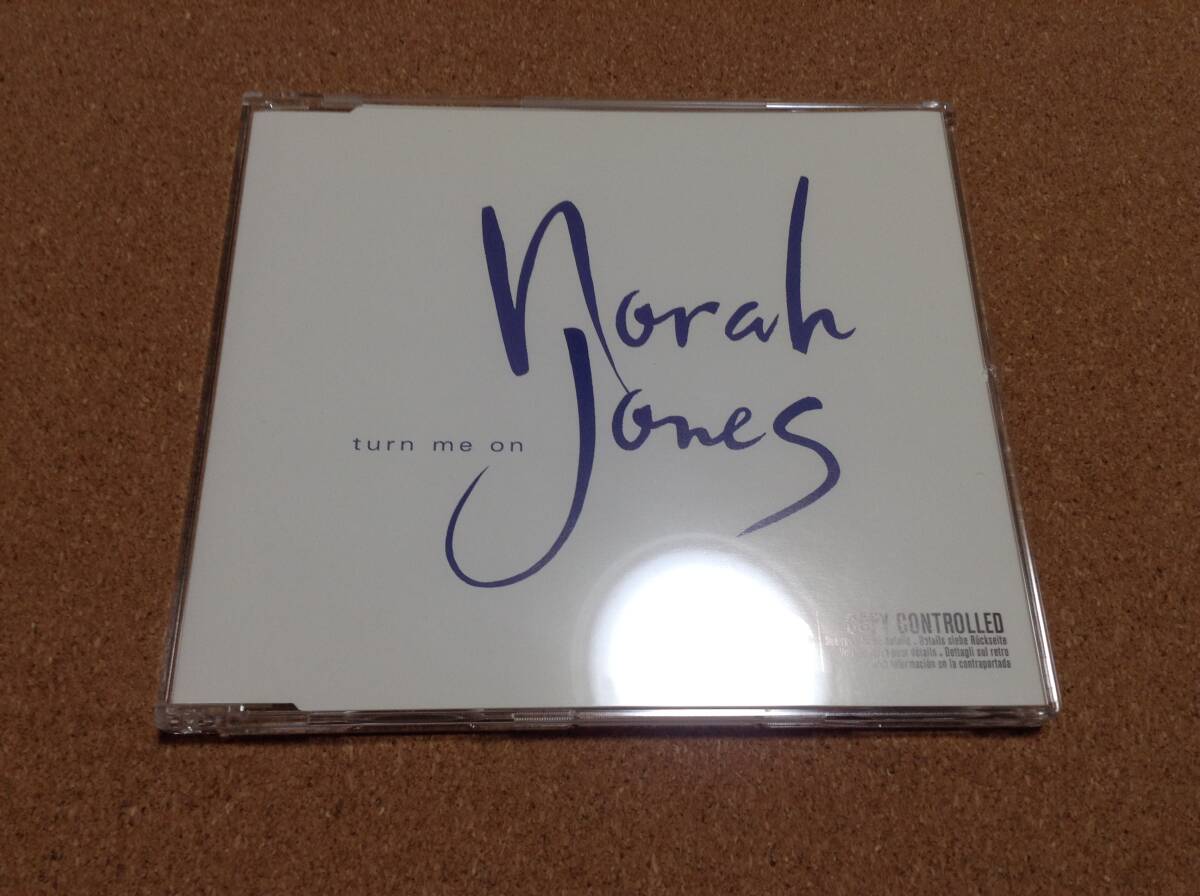 Norah
Jones
turn me on
COPY CONTROLLED
. Details siehe Rückseite
pour détails . Dettagli sul retro
información en la contraportada